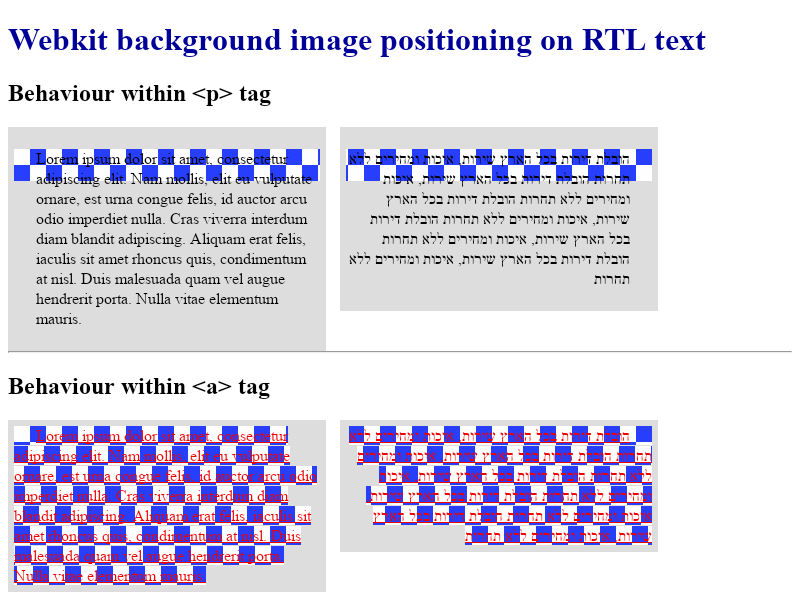 Webkit background image positioning on RTL text
Behaviour within <p> tag
Lorem ipsum dolor sit amet, consectetur
adipiscing elit. Nam mollis, elit eu vulputate
ornare, est urna congue felis, id auctor arcu
odio imperdiet nulla. Cras viverra interdum
diam blandit adipiscing. Aliquam erat felis,
iaculis sit amet rhoncus quis, condimentum
at nisl. Duis malesuada quam vel augue
hendrerit porta. Nulla vitae elementum
mauris.
הובלת דירות בכל הארץ שירות, איכות ומחירים ללא
תחרות הובלת דירות בכל הארץ שירות, איכות
ומחירים ללא תחרות הובלת דירות בכל הארץ
שירות, איכות ומחירים ללא תחרות הובלת דירות
בכל הארץ שירות, איכות ומחירים ללא תחרות
הובלת דירות בכל הארץ שירות, איכות ומחירים ללא
תחרות
Behaviour within <a> tag
Lorem ipsum dolor sit amet, consectetur
adipiscing elit. Nam mollis, elit eu vulputate
ornare, est urna congue felis, id auctor arcu odio
imperdiet nulla. Cras viverra interdum diam
blandit adipiscing. Aliquam erat felis, iaculis sit
amet rhoncus quis, condimentum at nisl. Duis
malesuada quam vel augue hendrerit porta.
Nulla vitae elementum mauris.
הובלת דירות בכל הארץ שירות, איכות ומחירים ללא
תחרות הובלת דירות בכל הארץ שירות, איכות ומחירים
ללא תחרות הובלת דירות בכל הארץ שירות, איכות
ומחירים ללא תחרות הובלת דירות בכל הארץ שירות,
איכות ומחירים ללא תחרות הובלת דירות בכל הארץ
שירות, איכות ומחירים ללא תחרות